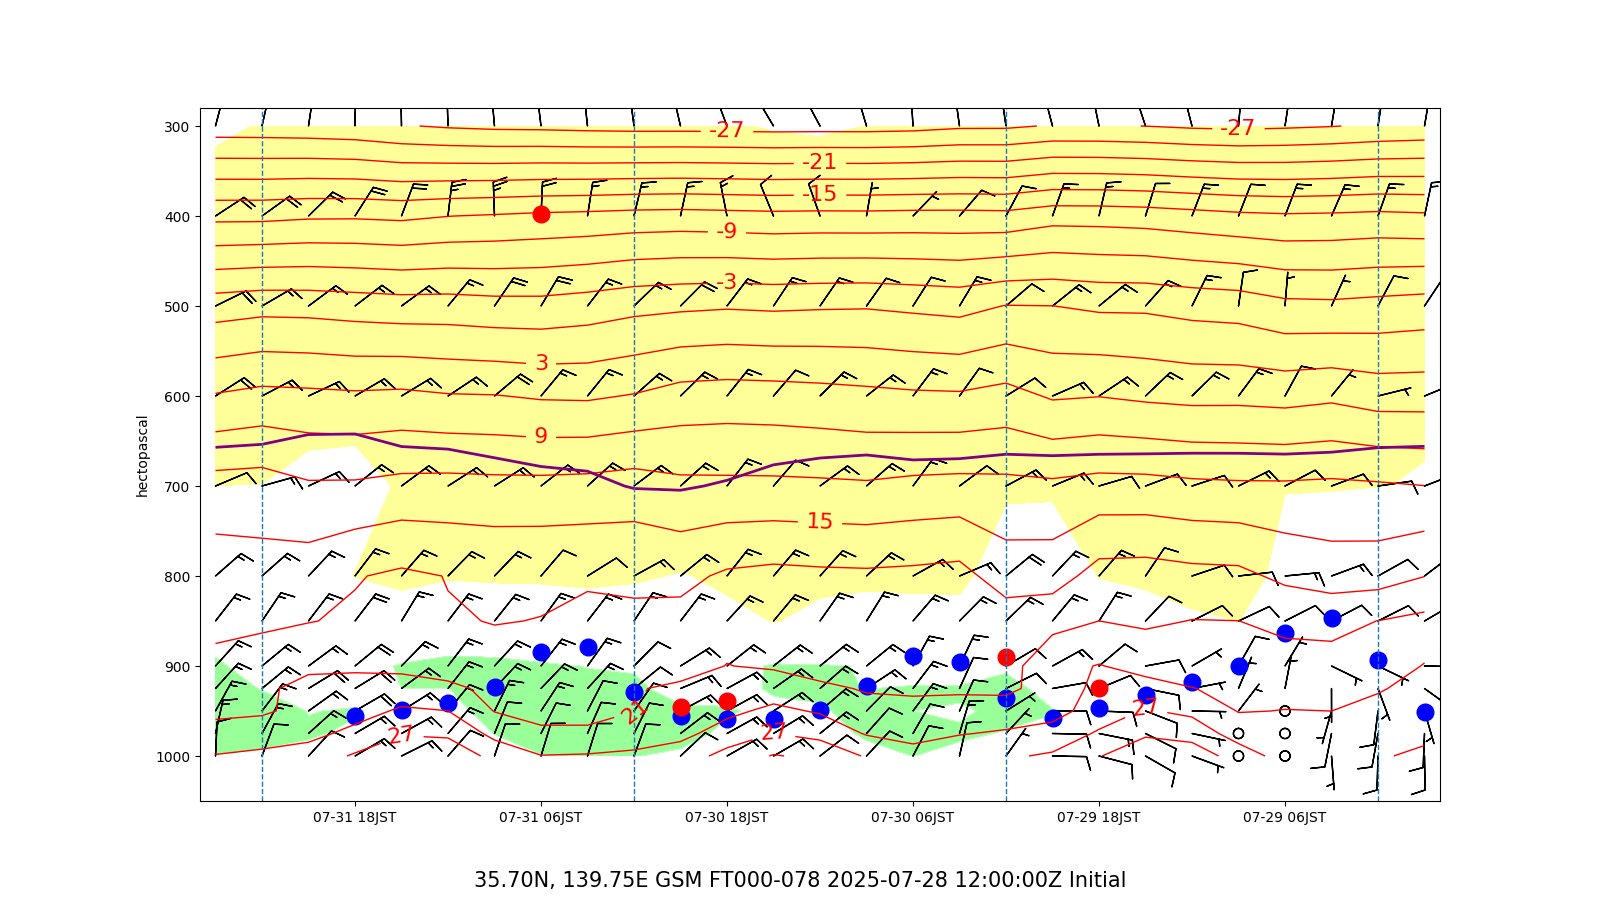 300
400
500
600
700
800
900
1000
hectopascal
-27
-27
-21
-15
-9
-3
3
9
15
21
27
27
27
07-31 18JST
07-31 06JST
07-30 18JST
07-30 06JST
07-29 18JST
07-29 06JST
35.70N, 139.75E GSM FT000-078 2025-07-28 12:00:00Z Initial